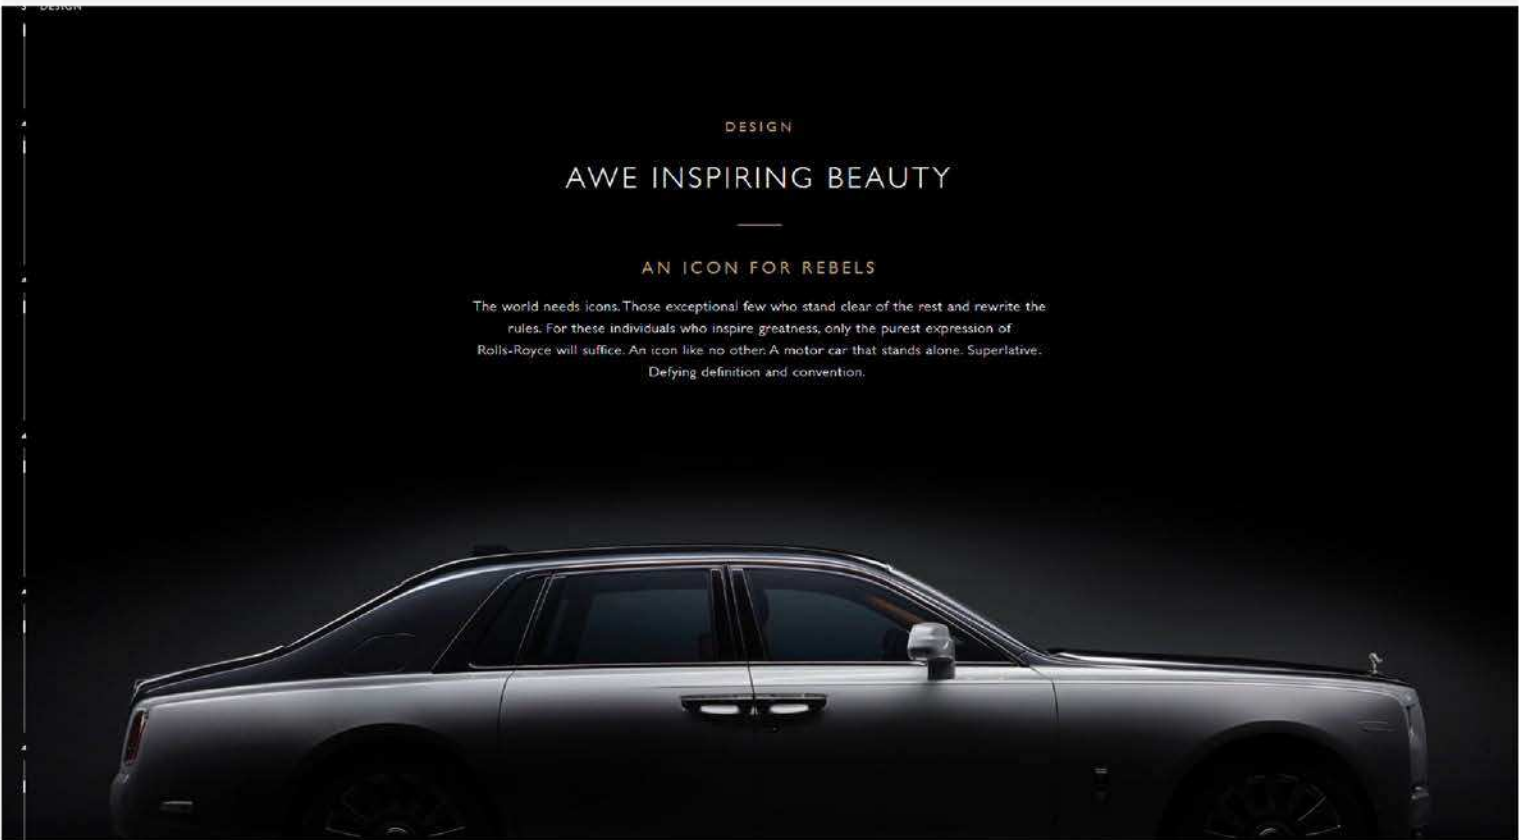 DESIGN
DESIGN
AWE INSPIRING BEAUTY
AN ICON FOR REBELS
The world needs icons. Those exceptional few who stand clear of the rest and rewrite the
rules. For these individuals who inspire greatness, only the purest expression of
Rolls-Royce will suffice. An icon like no other. A motor car that stands alone. Superlative.
Defying definition and convention.